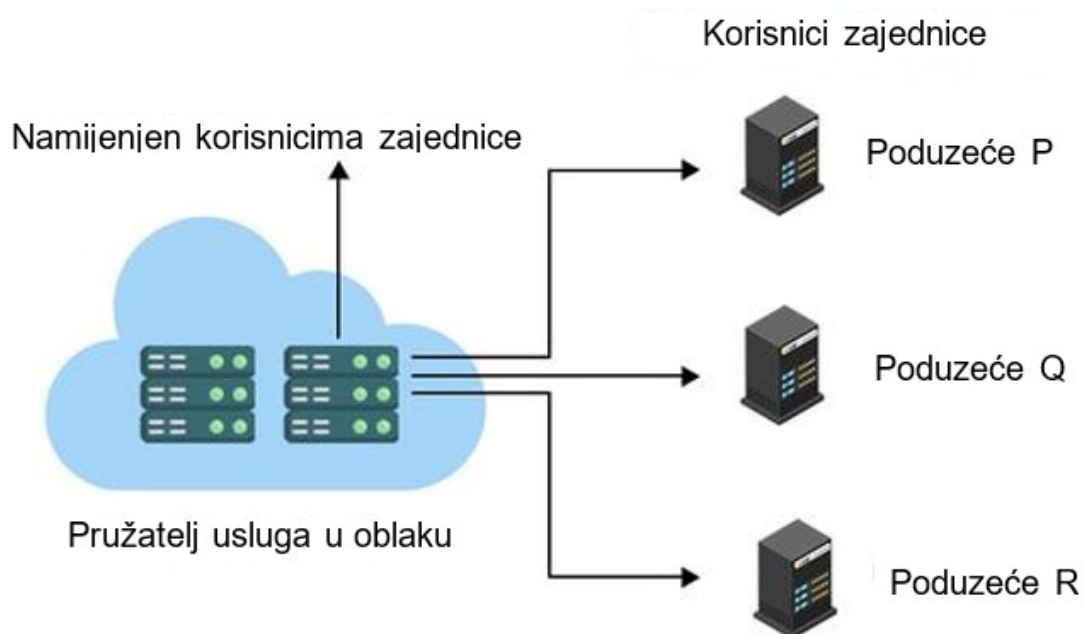 Korisnici zajednice
Namijenjen korisnicima zajednice
Poduzeće P
Poduzeće Q
Pružatelj usluga u oblaku
Poduzeće R